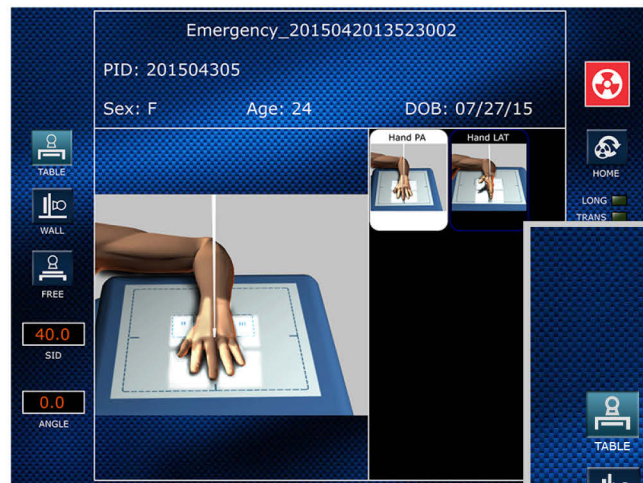 Emergency_2015042013523002
PID: 201504305
Sex: F Age: 24 DOB: 07/27/15
Hand PA Hand LAT
TABLE
HOME
WALL
LONG
TRANS
FREE
40.0
SID
0.0
ANGLE
TABLE